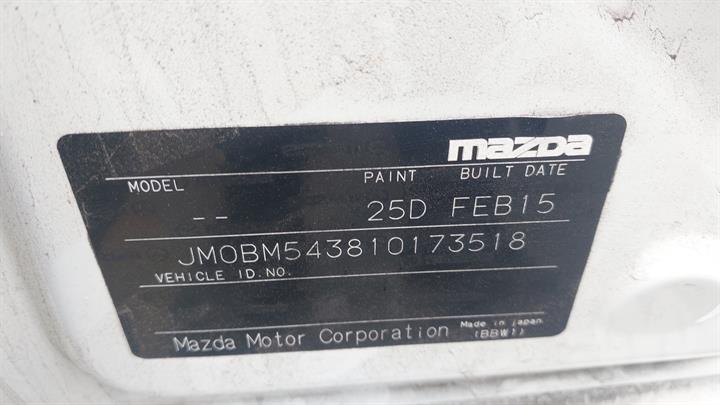 mazda
MODEL PAINT BUILT DATE
-- 25D FEB15
JM0BM543810173518
VEHICLE ID.NO.
Mazda Motor Corporation Made in japan.
(BBW1)